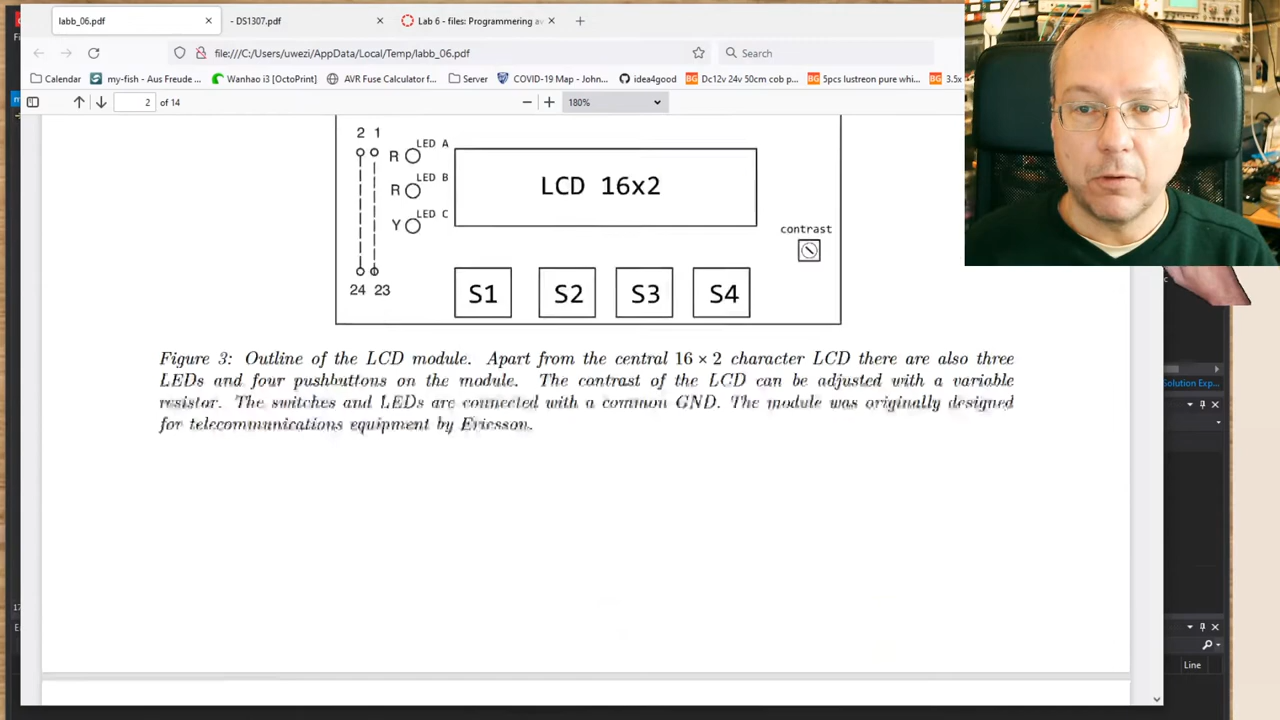 labb_06.pdf
- DS1307.pdf
Lab 6 - files: Programmering av
file:///C:/Users/uwezi/AppData/Local/Temp/labb_06.pdf
Search
Calendar
my-fish - Aus Freude ...
Wanhao i3 [OctoPrint]
AVR Fuse Calculator f...
Server
COVID-19 Map - John...
idea4good
Dc12v 24v 50cm cob p...
5pcs lustreon pure whi...
3.5x
2 of 14
180%
2 1
R LED A
R LED B
Y LED C
LCD 16x2
contrast
24 23
S1 S2 S3 S4
Figure 3: Outline of the LCD module. Apart from the central 16 × 2 character LCD there are also three
LEDs and four pushbuttons on the module. The contrast of the LCD can be adjusted with a variable
resistor. The switches and LEDs are connected with a common GND. The module was originally designed
for telecommunications equipment by Ericsson.
Solution Exp...
Line